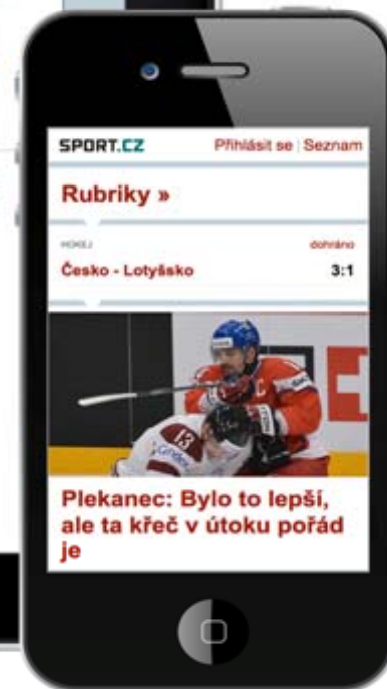 SPORT.CZ Přihlásit se | Seznam
Rubriky »
HOKEJ dohráno
Česko - Lotyšsko 3:1
13
C
Plekanec: Bylo to lepší,
ale ta křeč v útoku pořád
je